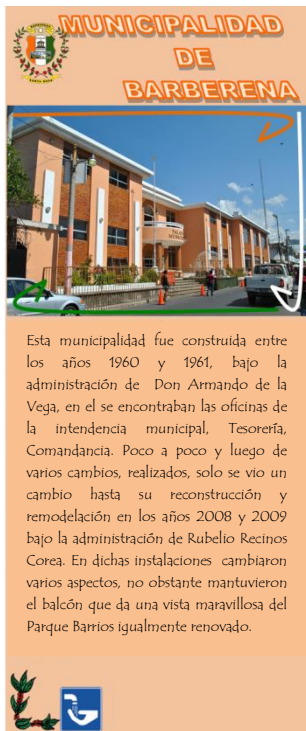 MUNICIPALIDAD
DE
BARBERENA
Esta municipalidad fue construida entre
los años 1960 y 1961, bajo la
administración de Don Armando de la
Vega, en el se encontraban las oficinas de
la intendencia municipal, Tesorería,
Comandancia. Poco a poco y luego de
varios cambios, realizados, solo se vio un
cambio hasta su reconstrucción y
remodelación en los años 2008 y 2009
bajo la administración de Rubelio Recinos
Corea. En dichas instalaciones cambiaron
varios aspectos, no obstante mantuvieron
el balcón que da una vista maravillosa del
Parque Barrios igualmente renovado.